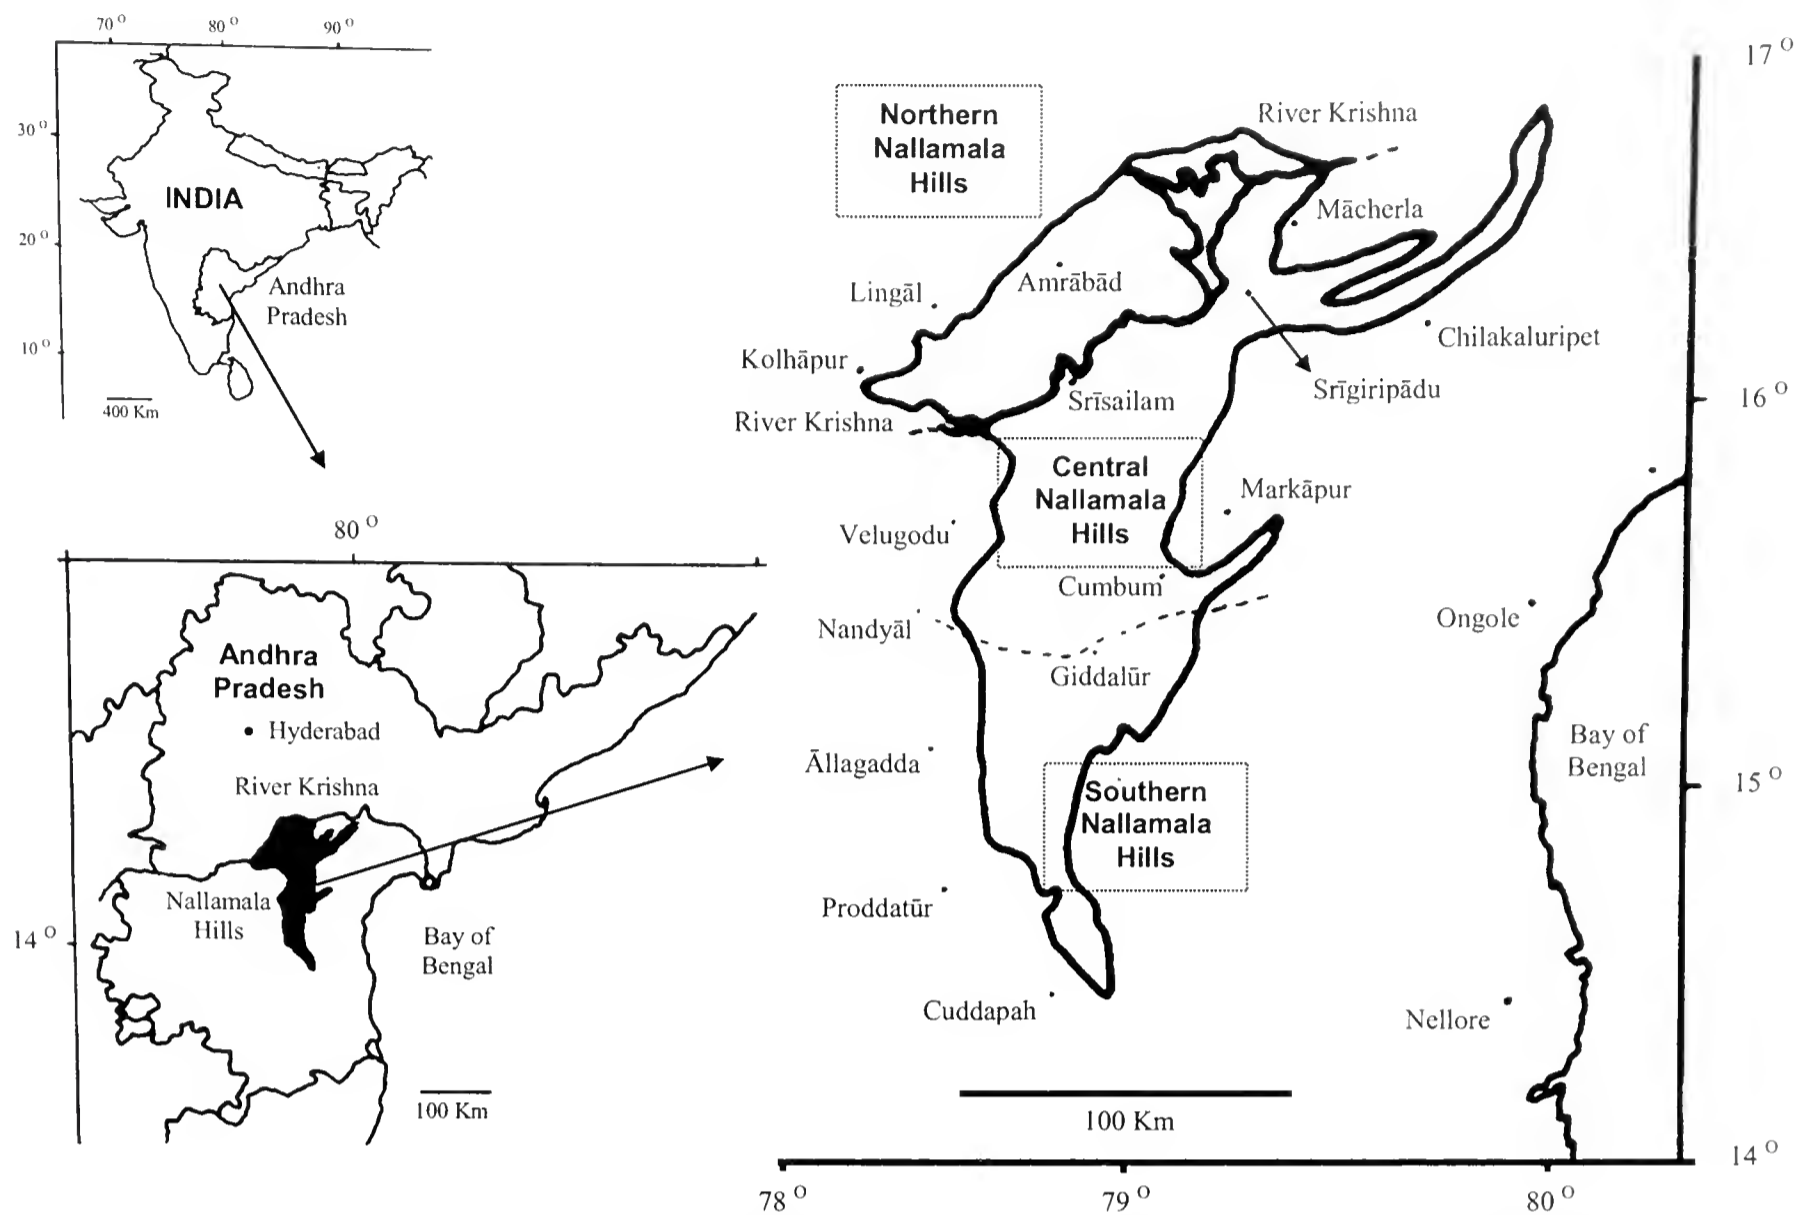 70 O
80 O
90 O
30 O
20 O
10 O
INDIA
Andhra
Pradesh
400 Km
80 O
14 O
Andhra
Pradesh
Hyderabad
River Krishna
Nallamala
Hills
Bay of
Bengal
100 Km
Northern
Nallamala
Hills
River Krishna
Mācherla
Amrābād
Lingāl
Chilakaluripet
Kolhāpur
Srīgiripādu
Srīsailam
River Krishna
Central
Nallamala
Hills
Markāpur
Velugodu
Cumbum
Nandyāl
Giddalūr
Ongole
Āllagadda
Bay of
Bengal
Southern
Nallamala
Hills
Proddatūr
Cuddapah
Nellore
100 Km
17 O
16 O
15 O
14 O
78 O
79 O
80 O